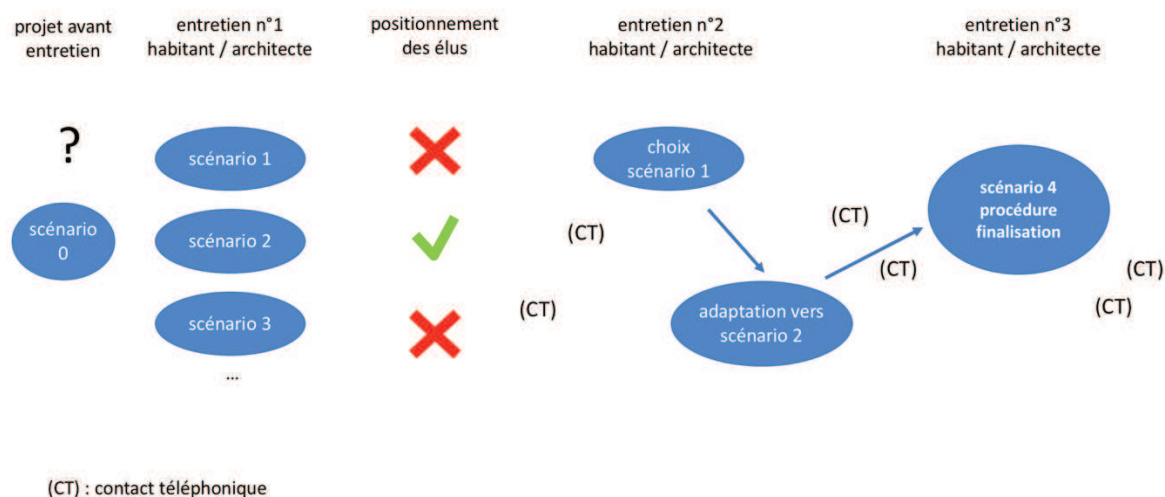 projet avant
entretien
entretien n°1
habitant / architecte
positionnement
des élus
entretien n°2
habitant / architecte
entretien n°3
habitant / architecte
?
scénario
0
scénario 1
scénario 2
scénario 3
...
choix
scénario 1
(CT)
(CT)
adaptation vers
scénario 2
(CT)
(CT)
scénario 4
procédure
finalisation
(CT)
(CT)
(CT) : contact téléphonique